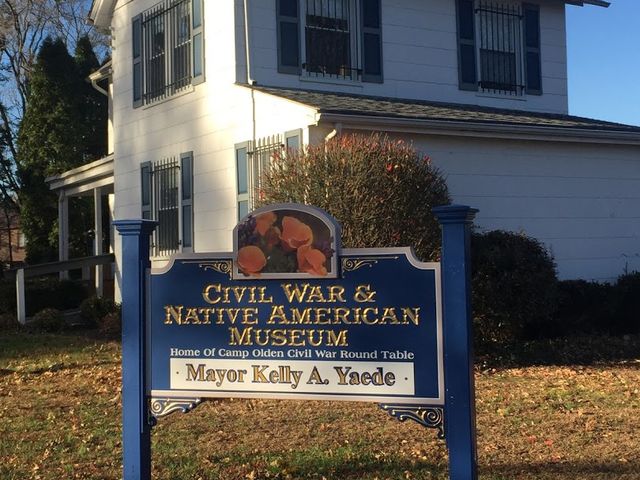 Civil War &
Native American
Museum
Home Of Camp Olden Civil War Round Table
Mayor Kelly A. Yaede